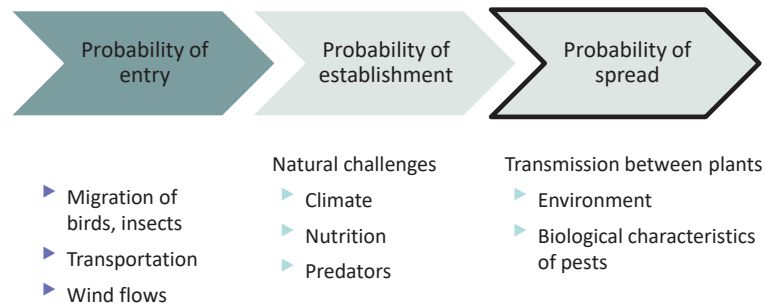 Probability of
entry
Probability of
establishment
Probability of
spread
Migration of
birds, insects
Transportation
Wind flows
Natural challenges
Climate
Nutrition
Predators
Transmission between plants
Environment
Biological characteristics
of pests